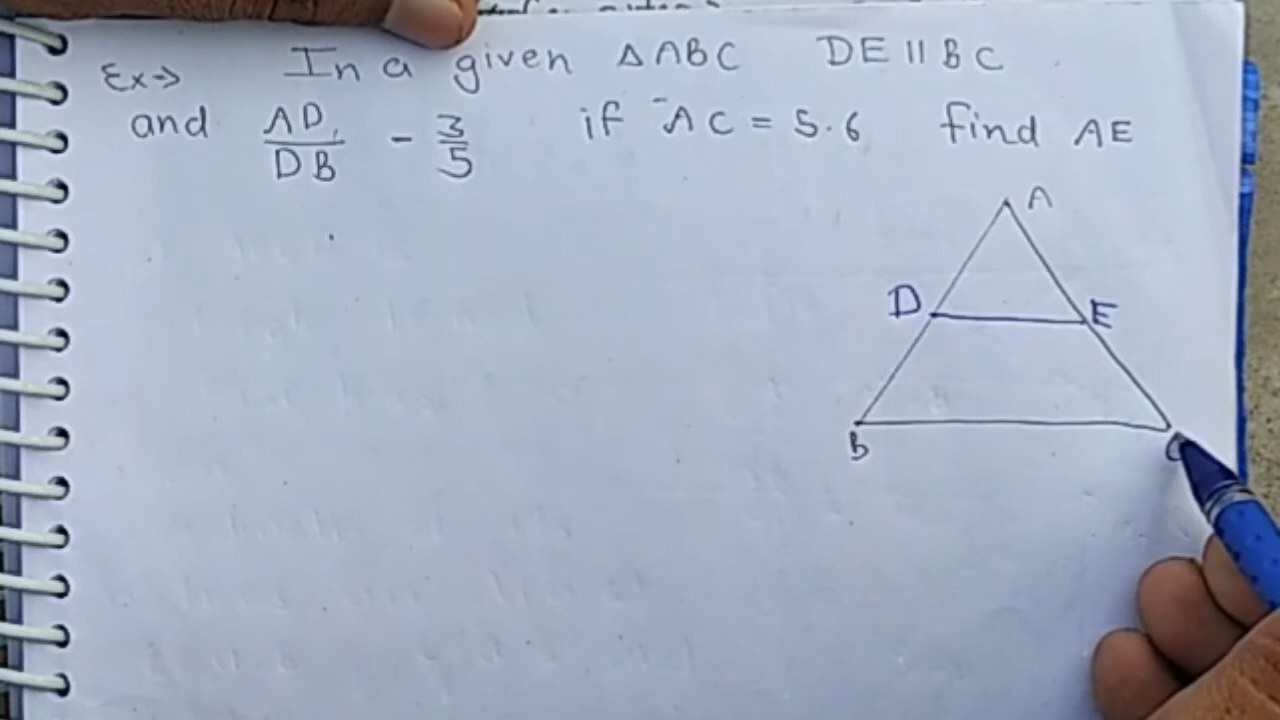 Ex→ In a given △ABC DE || BC
and AD/DB - 3/5 if AC = 5.6 find AE
A
D E
B